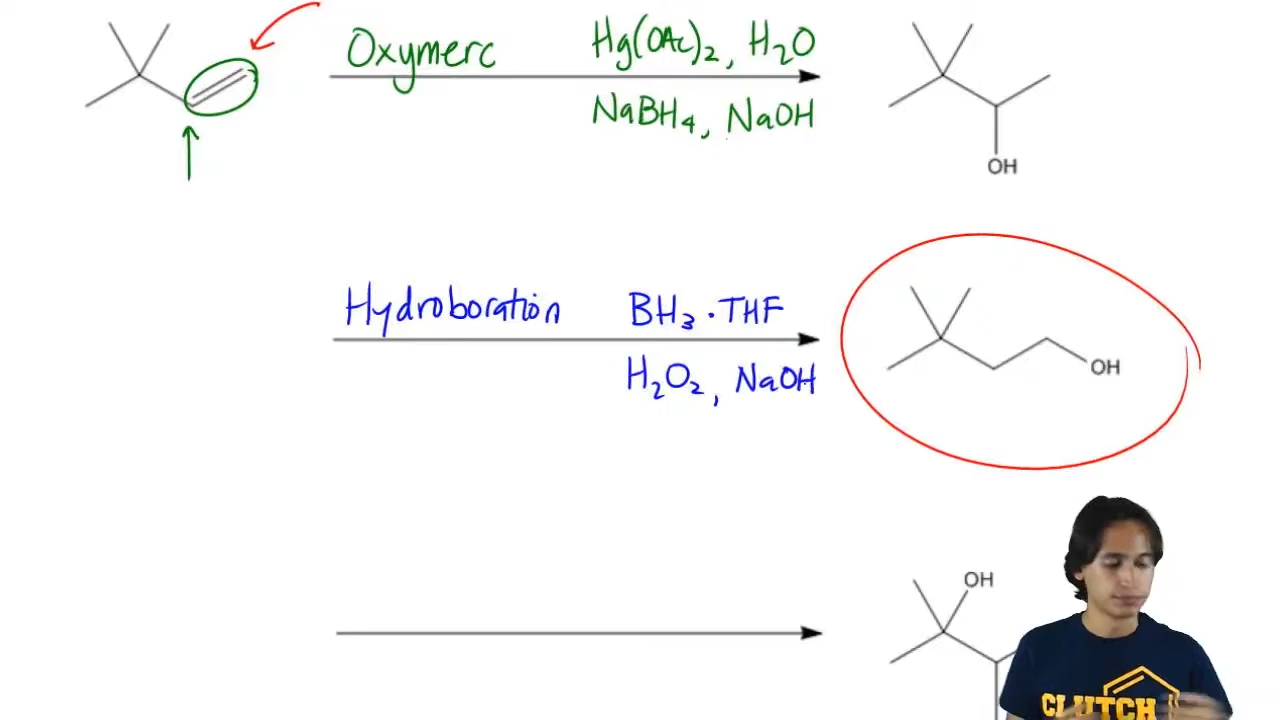 Oxymerc
Hg(OAc)2, H2O
NaBH4, NaOH
OH
Hydroboration
BH3·THF
H2O2, NaOH
OH
OH
CLUTCH